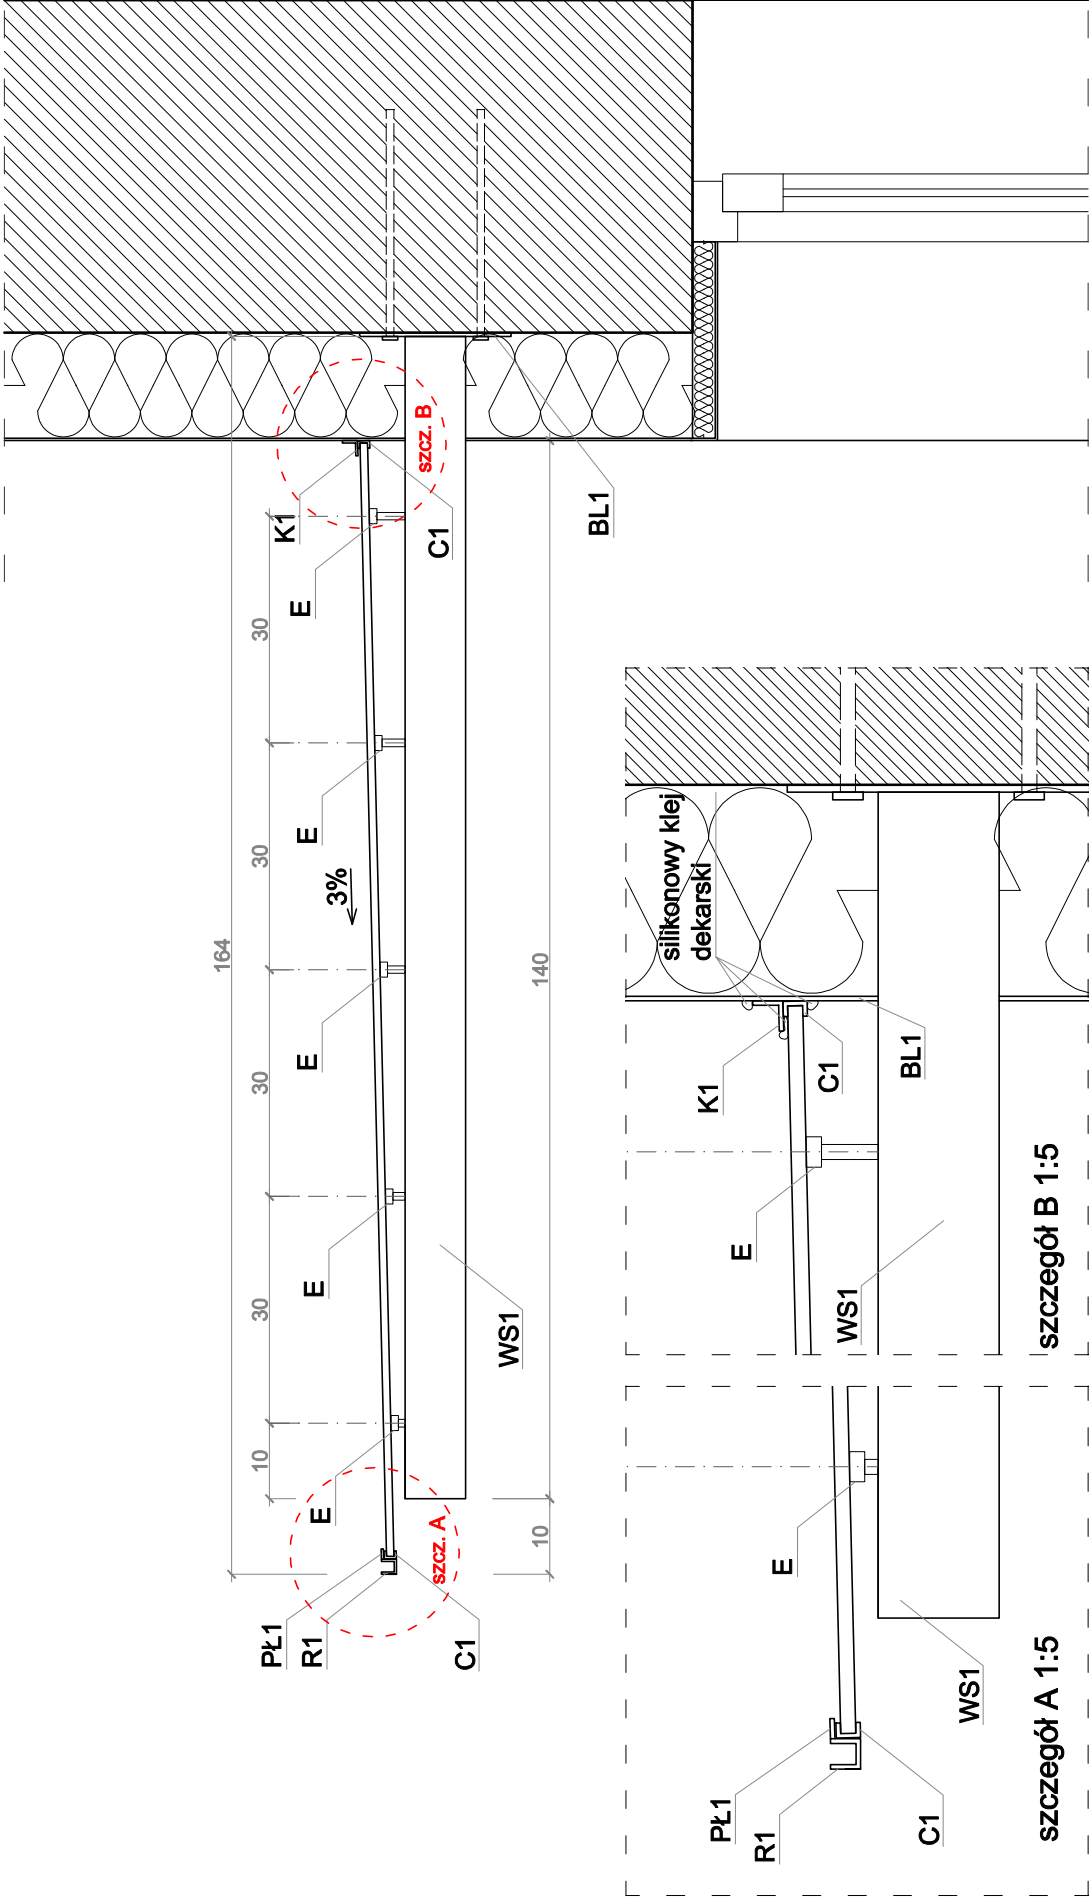 164
30
30
30
30
10
140
10
3%
K1
E
E
E
E
E
szcz. B
C1
BL1
WS1
szcz. A
PŁ1
R1
C1
silikonowy klej
dekarski
K1
C1
BL1
E
WS1
szczegół B 1:5
E
WS1
PŁ1
R1
C1
szczegół A 1:5